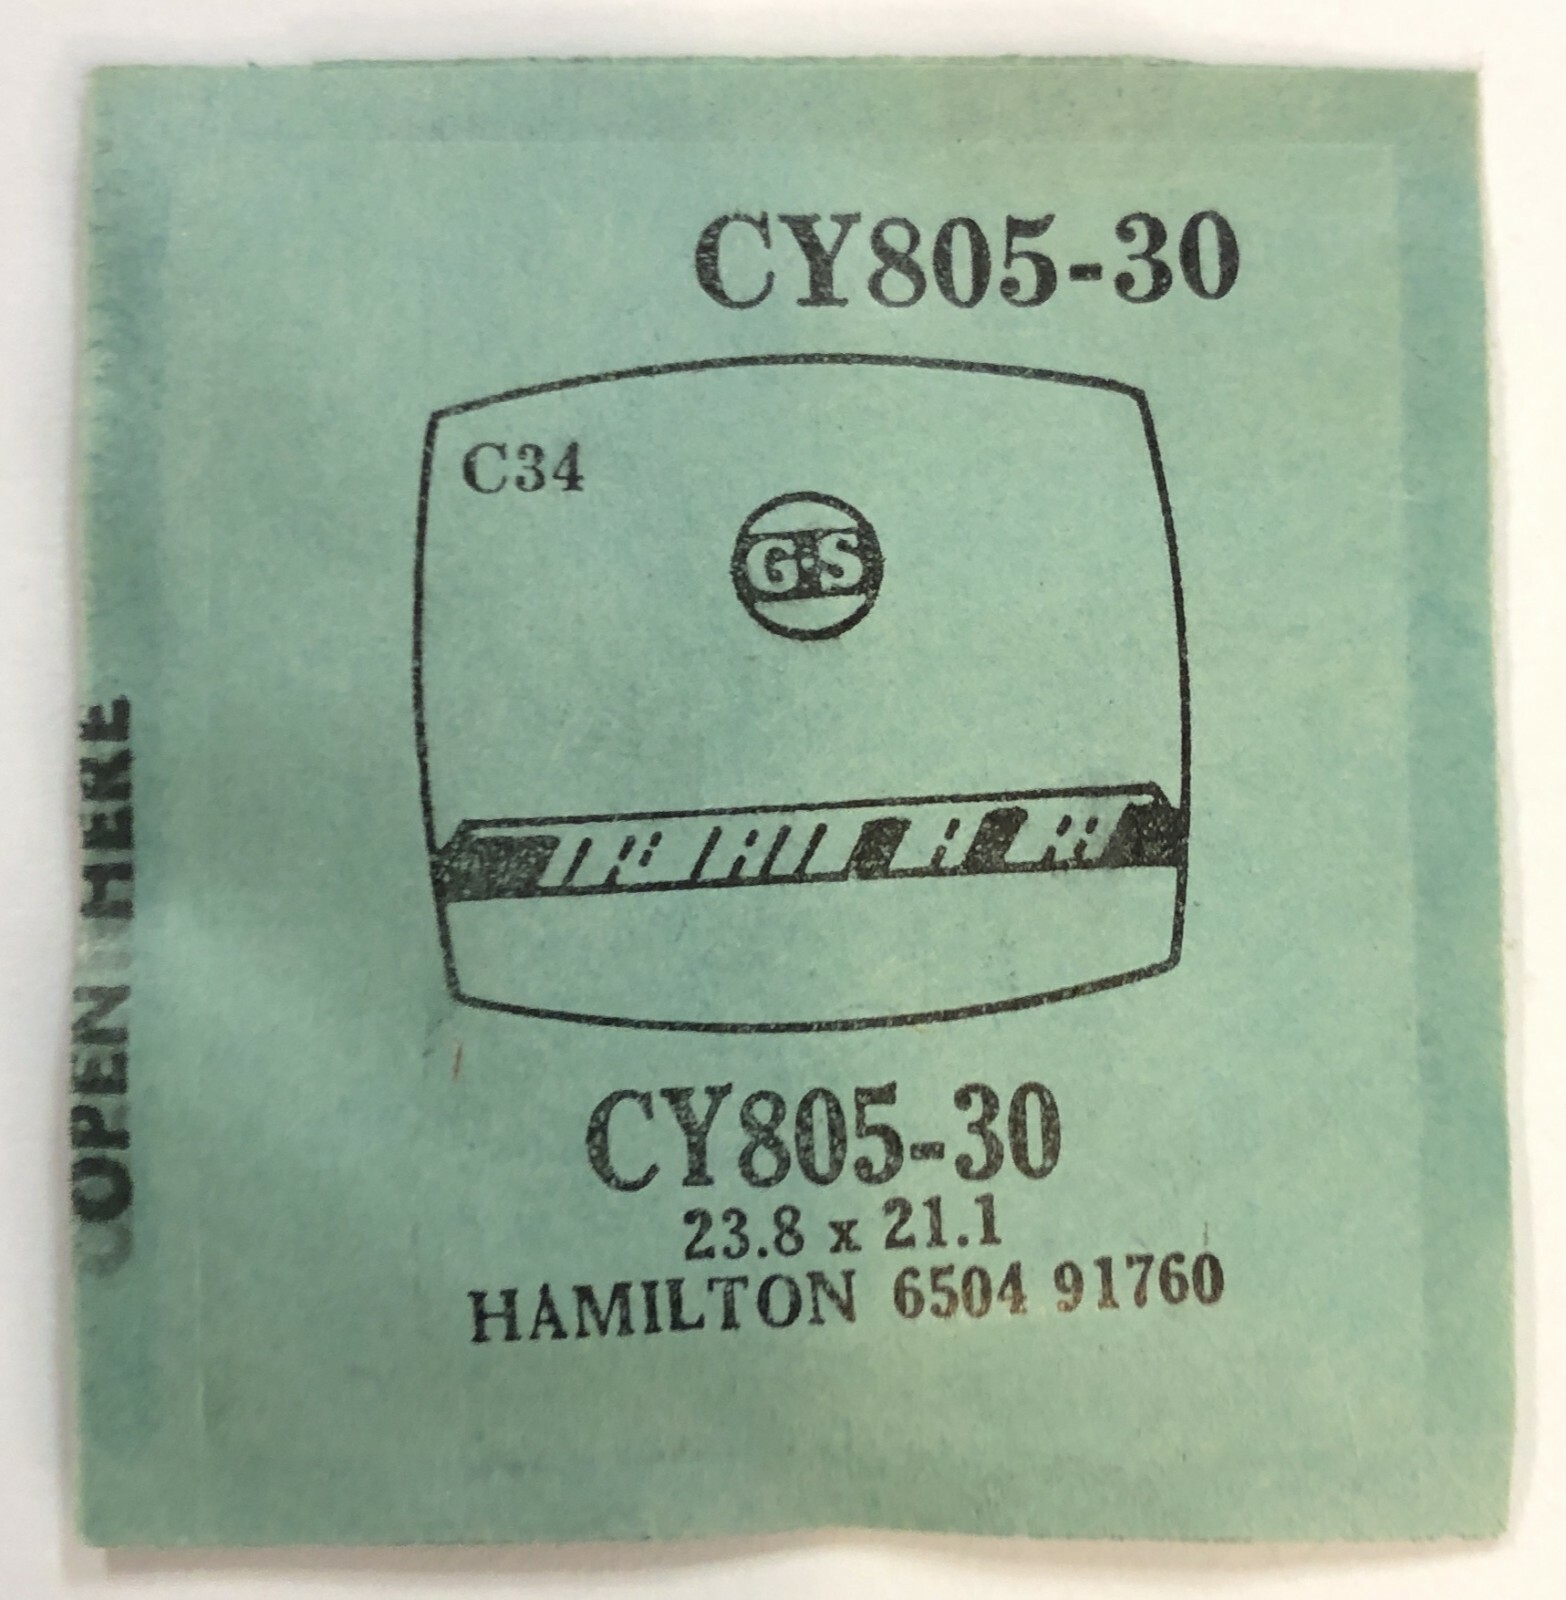 CY805-30
C34
G·S
CY805-30
23.8 x 21.1
HAMILTON 6504 91760
OPEN HERE